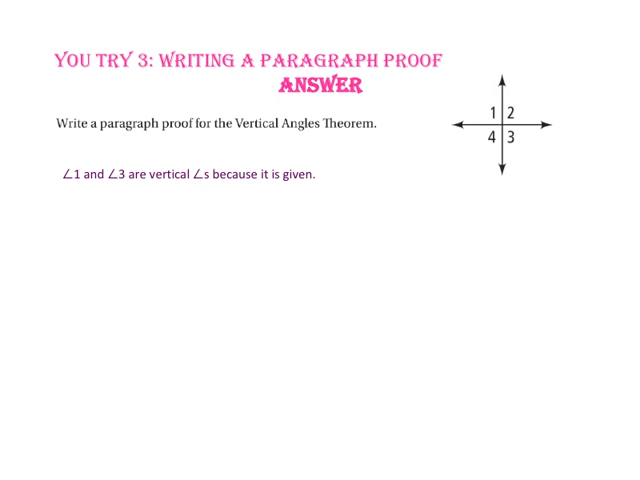 YOU TRY 3: WRITING A PARAGRAPH PROOF
ANSWER
Write a paragraph proof for the Vertical Angles Theorem.
1 2
4 3
∠1 and ∠3 are vertical ∠s because it is given.